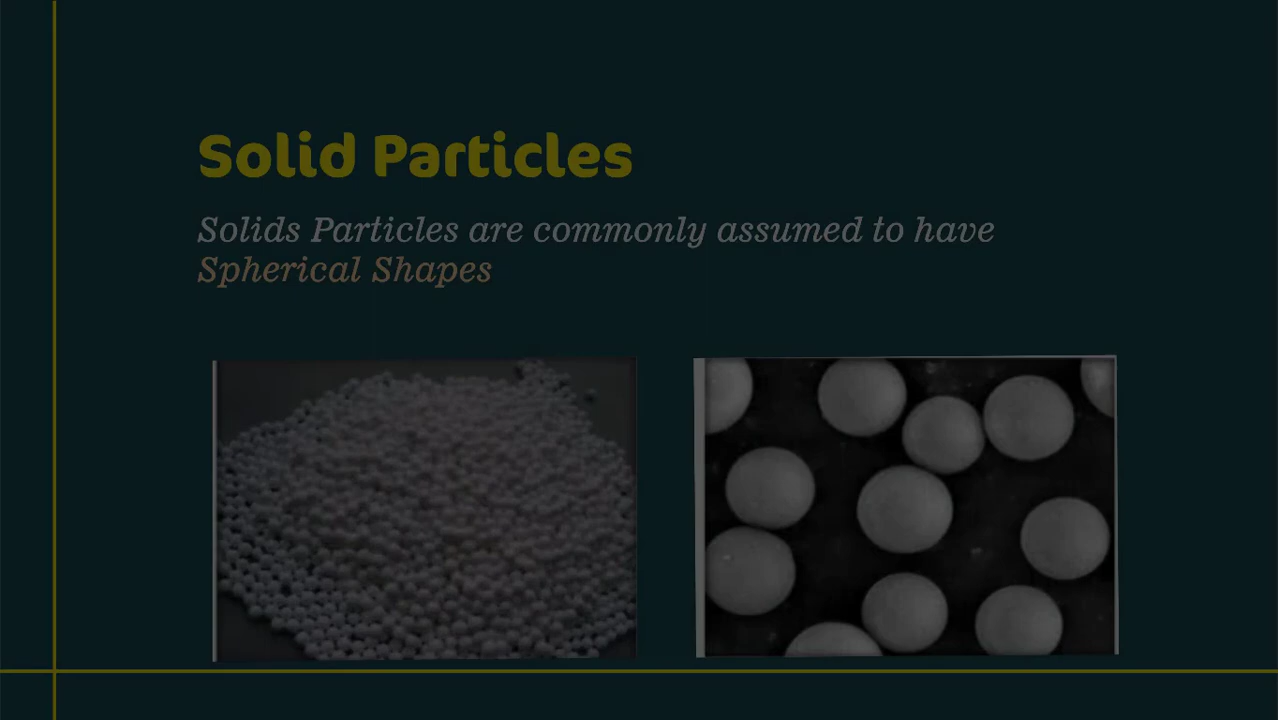 Solid Particles
Solids Particles are commonly assumed to have
Spherical Shapes